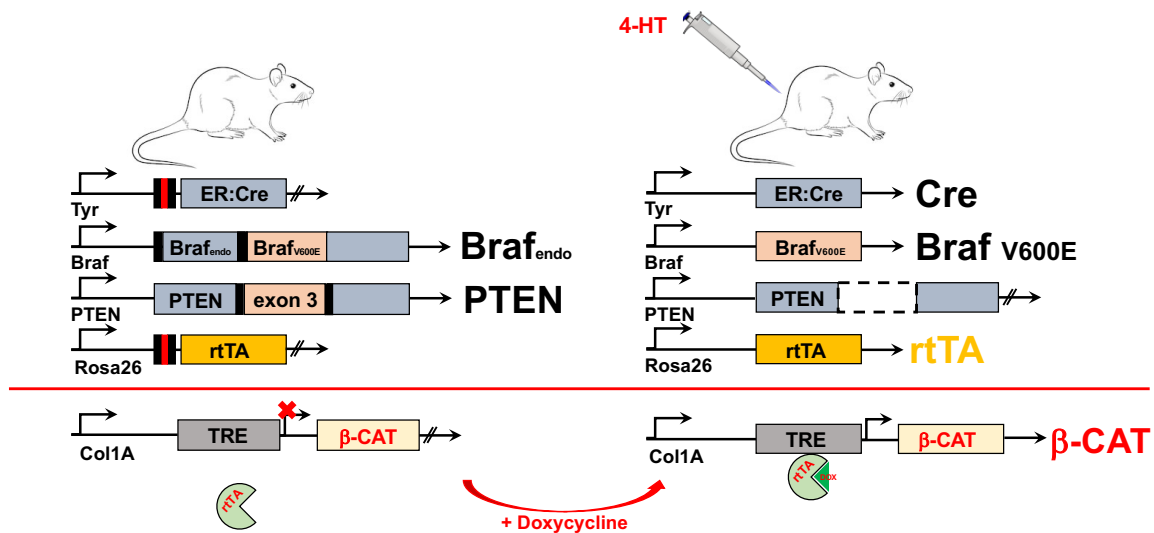 4-HT
ER:Cre
Tyr
Braf endo Braf V600E
Braf endo
Braf
PTEN exon 3
PTEN
PTEN
rtTA
Rosa26
ER:Cre
Cre
Tyr
Braf V600E
Braf V600E
Braf
PTEN
PTEN
rtTA
rtTA
Rosa26
TRE
β-CAT
Col1A
rtTA
+ Doxycycline
TRE
β-CAT
β-CAT
Col1A
rtTA
DOX